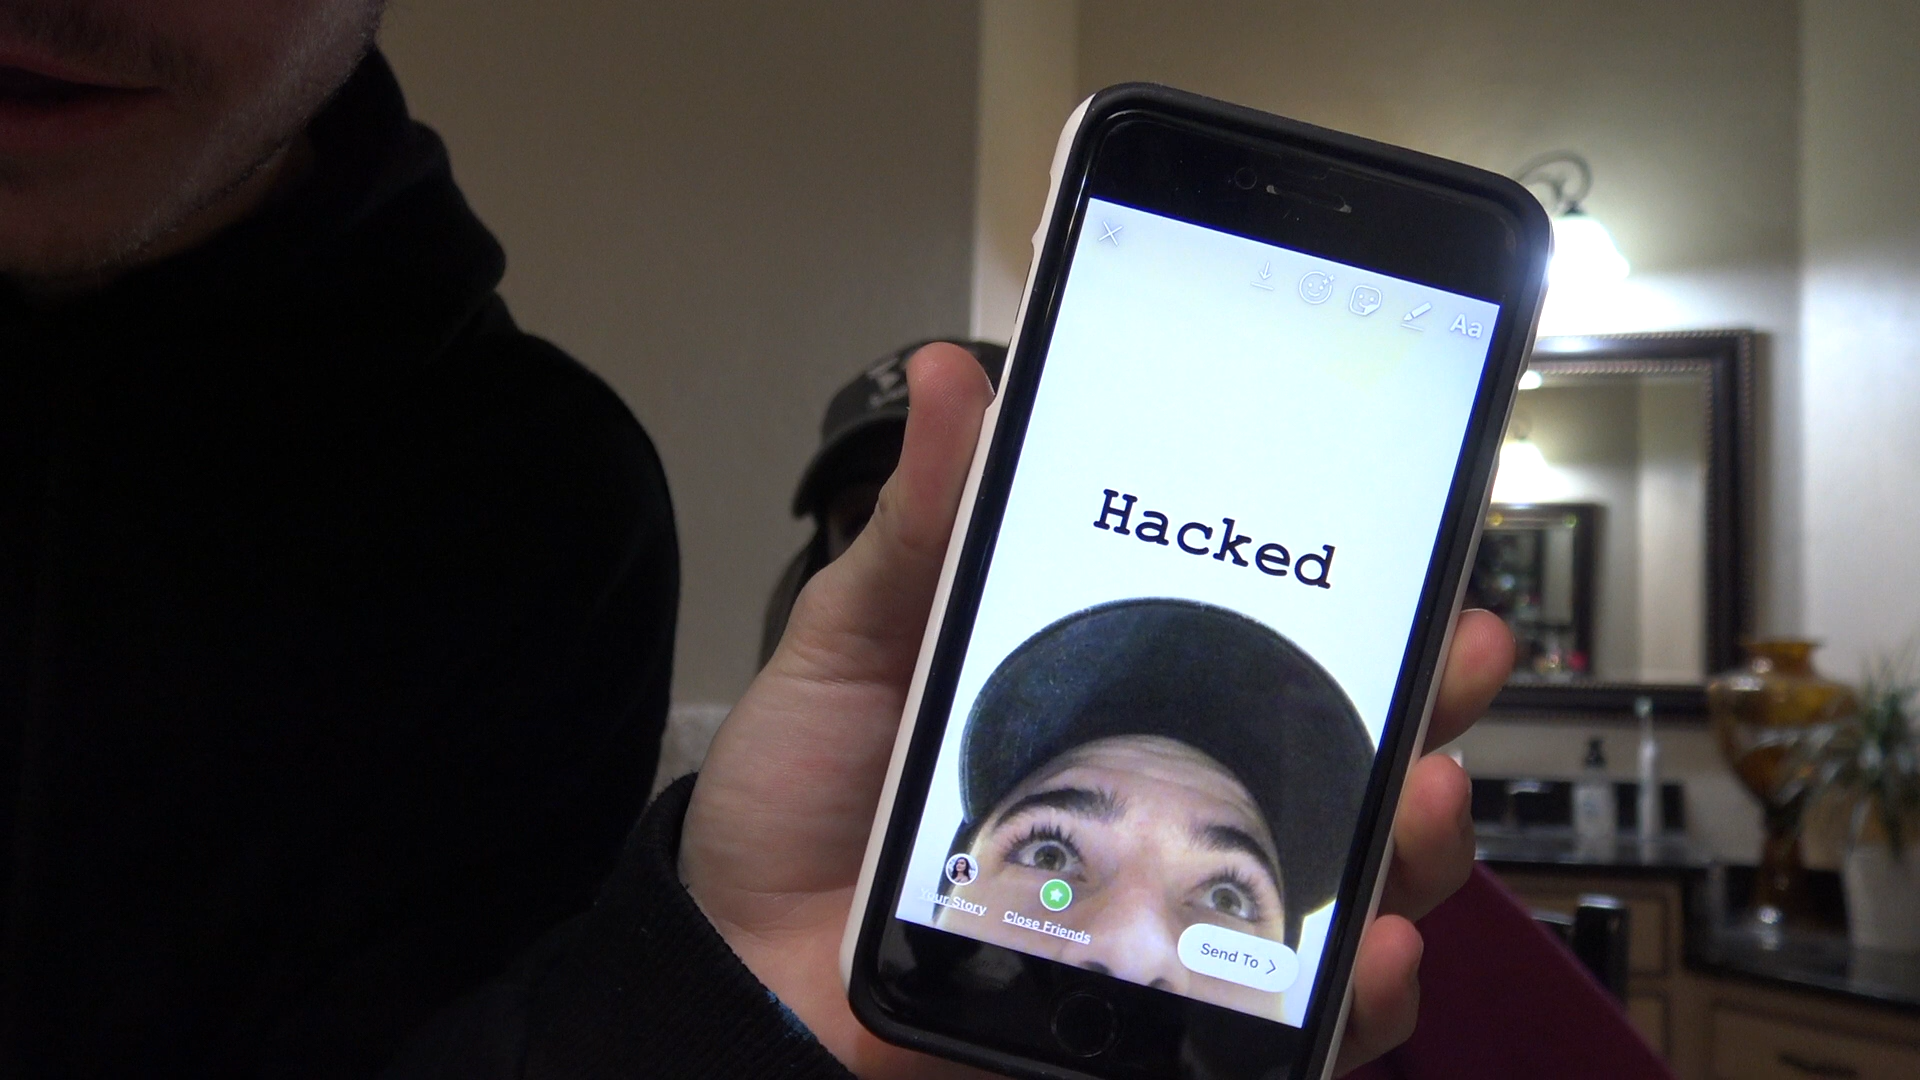 Aa
Hacked
Your Story
Close Friends
Send To